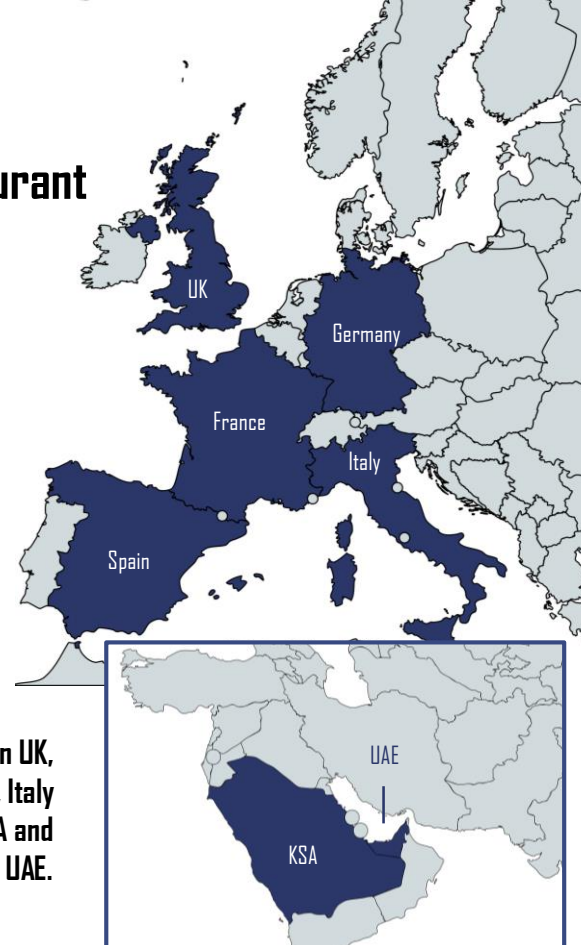 urant
UK
Germany
France
Italy
Spain
UAE
KSA
n UK,
Italy
A and
UAE.